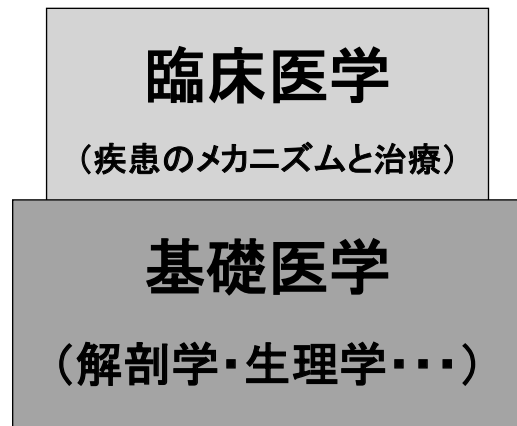 臨床医学
（疾患のメカニズムと治療）
基礎医学
（解剖学・生理学・・・）